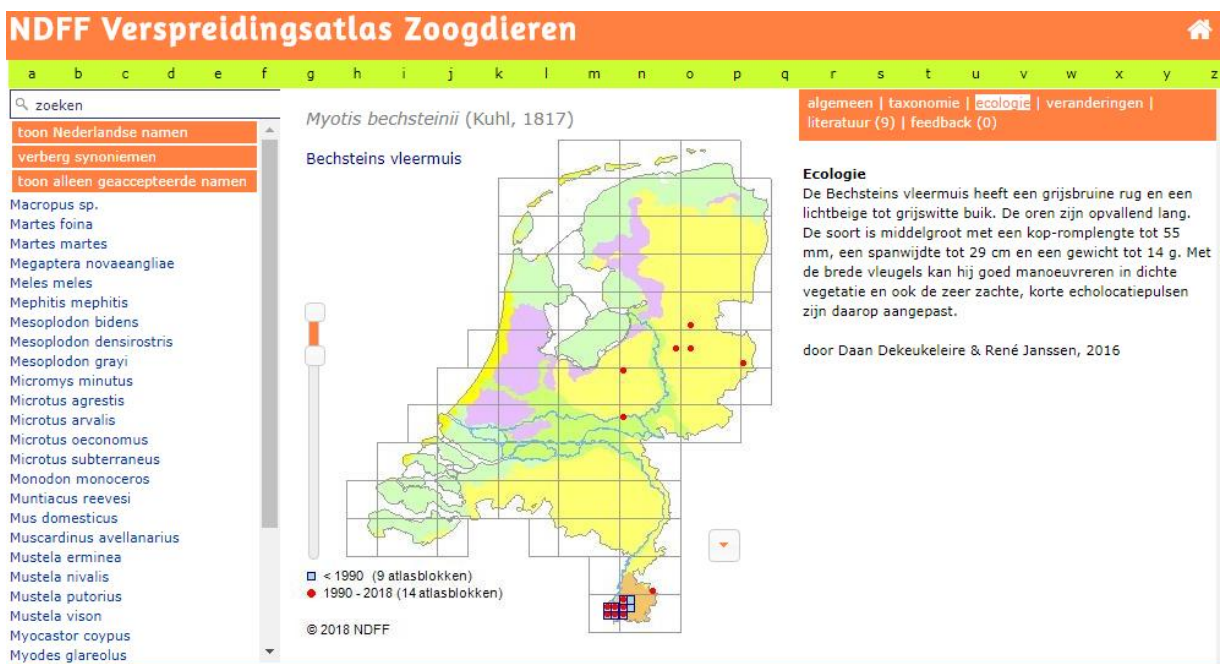 NDFF Verspreidingsatlas Zoogdieren
a b c d e f g h i j k l m n o p q r s t u v w x y z
zoeken
toon Nederlandse namen
verberg synoniemen
toon alleen geaccepteerde namen
Macropus sp.
Martes foina
Martes martes
Megaptera novaeangliae
Meles meles
Mephitis mephitis
Mesoplodon bidens
Mesoplodon densirostris
Mesoplodon grayi
Micromys minutus
Microtus agrestis
Microtus arvalis
Microtus oeconomus
Microtus subterraneus
Monodon monoceros
Muntiacus reevesi
Mus domesticus
Muscardinus avellanarius
Mustela erminea
Mustela nivalis
Mustela putorius
Mustela vison
Myocastor coypus
Myodes glareolus
Myotis bechsteinii (Kuhl, 1817)
Bechsteins vleermuis
< 1990 (9 atlasblokken)
1990 - 2018 (14 atlasblokken)
© 2018 NDFF
algemeen | taxonomie | ecologie | veranderingen |
literatuur (9) | feedback (0)
Ecologie
De Bechsteins vleermuis heeft een grijsbruine rug en een
lichtbeige tot grijswitte buik. De oren zijn opvallend lang.
De soort is middelgroot met een kop-romplengte tot 55
mm, een spanwijdte tot 29 cm en een gewicht tot 14 g. Met
de brede vleugels kan hij goed manoeuvreren in dichte
vegetatie en ook de zeer zachte, korte echolocatiepulsen
zijn daarop aangepast.
door Daan Dekeukeleire & René Janssen, 2016